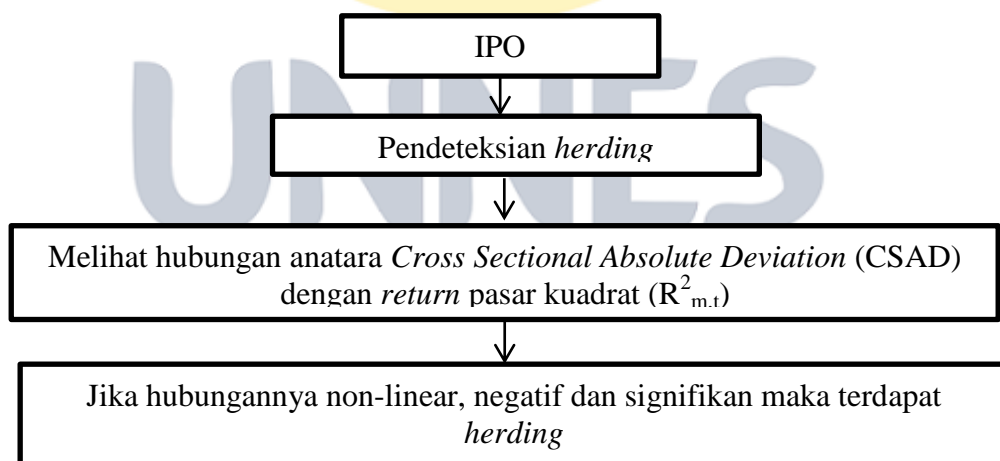 IPO
Pendeteksian herding
Melihat hubungan anatara Cross Sectional Absolute Deviation (CSAD)
dengan return pasar kuadrat (R²m,t)
Jika hubungannya non-linear, negatif dan signifikan maka terdapat
herding
UNNES